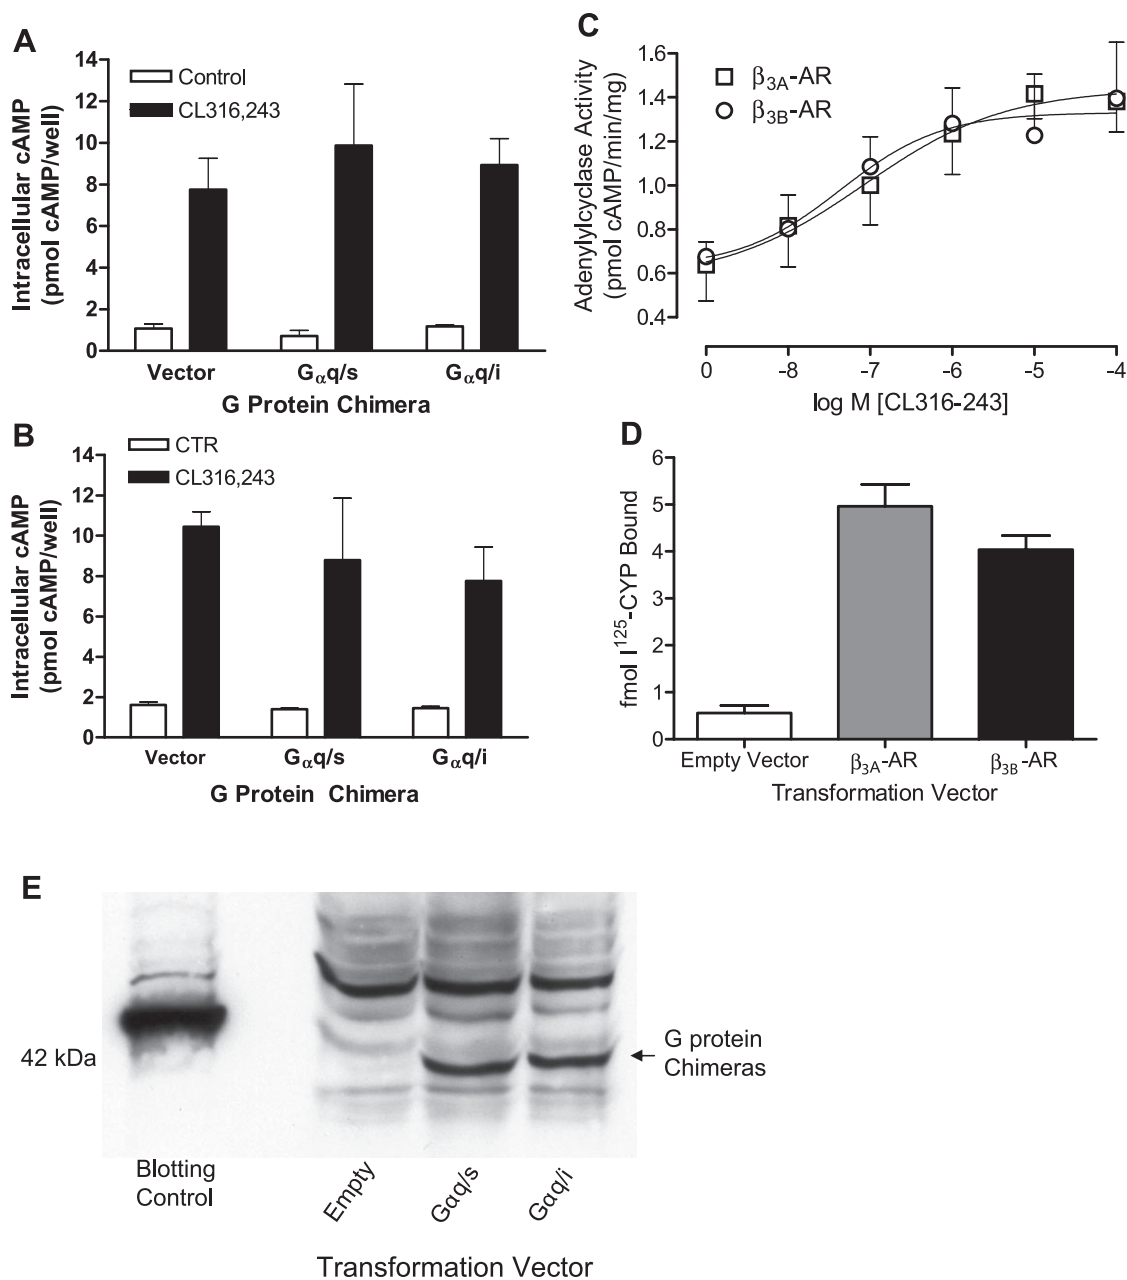 A
14
12
10
8
6
4
2
0
Intracellular cAMP
(pmol cAMP/well)
Control
CL316,243
Vector
Gαq/s
Gαq/i
G Protein Chimera
B
14
12
10
8
6
4
2
0
Intracellular cAMP
(pmol cAMP/well)
CTR
CL316,243
Vector
Gαq/s
Gαq/i
G Protein Chimera
C
1.6
1.4
1.2
1.0
0.8
0.6
0.4
Adenylylcyclase Activity
(pmol cAMP/min/mg)
β3A-AR
β3B-AR
0 -8 -7 -6 -5 -4
log M [CL316-243]
D
6
5
4
3
2
1
0
fmol I125-CYP Bound
Empty Vector
β3A-AR
β3B-AR
Transformation Vector
E
42 kDa
G protein
Chimeras
Blotting
Control
Empty
Gαq/s
Gαq/i
Transformation Vector